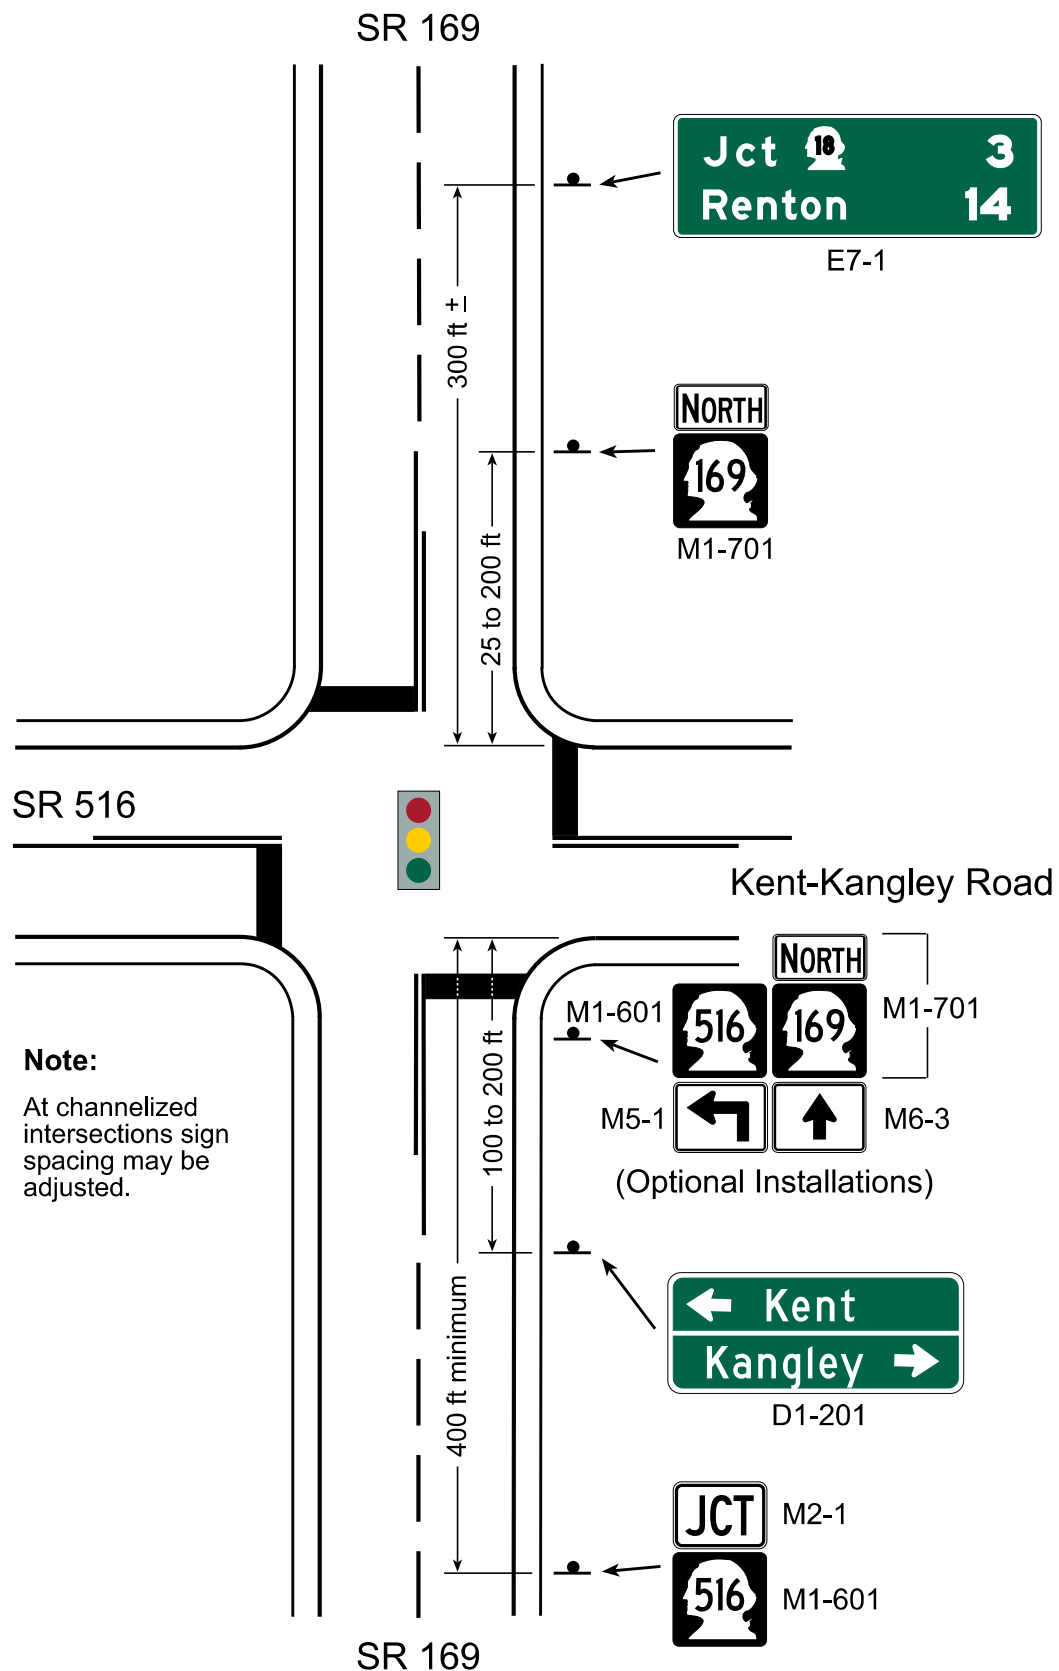 SR 169
Jct 18 3
Renton 14
E7-1
300 ft ±
NORTH
169
M1-701
25 to 200 ft
SR 516
Kent-Kangley Road
NORTH
M1-601 516 169 M1-701
M5-1 M6-3
(Optional Installations)
Note:
At channelized
intersections sign
spacing may be
adjusted.
100 to 200 ft
400 ft minimum
Kent
Kangley
D1-201
JCT M2-1
516 M1-601
SR 169